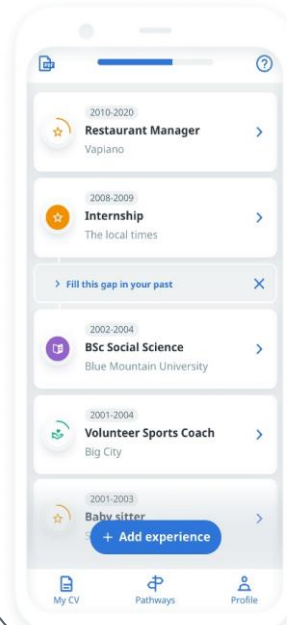 2010-2020
Restaurant Manager
Vapiano
2008-2009
Internship
The local times
Fill this gap in your past
2002-2004
BSc Social Science
Blue Mountain University
2001-2004
Volunteer Sports Coach
Big City
2001-2003
Baby sitter
+ Add experience
My CV
Pathways
Profile